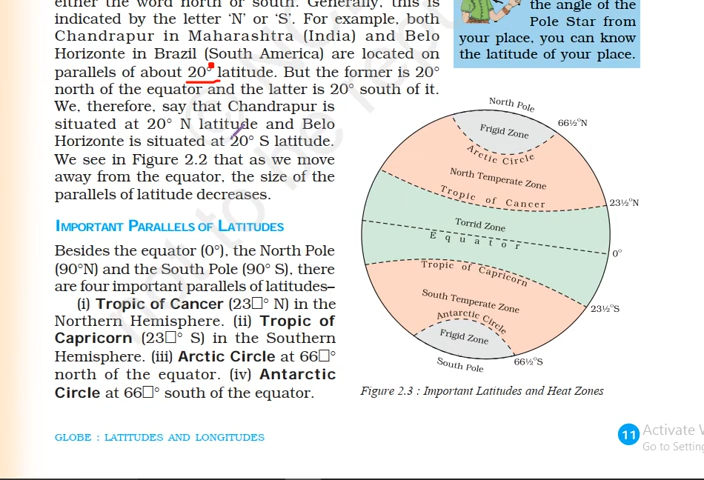 either the word north or south. Generally, this is
indicated by the letter ‘N’ or ‘S’. For example, both
Chandrapur in Maharashtra (India) and Belo
Horizonte in Brazil (South America) are located on
parallels of about 20° latitude. But the former is 20°
north of the equator and the latter is 20° south of it.
We, therefore, say that Chandrapur is
situated at 20° N latitude and Belo
Horizonte is situated at 20° S latitude.
We see in Figure 2.2 that as we move
away from the equator, the size of the
parallels of latitude decreases.
IMPORTANT PARALLELS OF LATITUDES
Besides the equator (0°), the North Pole
(90°N) and the South Pole (90° S), there
are four important parallels of latitudes–
(i) Tropic of Cancer (23□° N) in the
Northern Hemisphere. (ii) Tropic of
Capricorn (23□° S) in the Southern
Hemisphere. (iii) Arctic Circle at 66□°
north of the equator. (iv) Antarctic
Circle at 66□° south of the equator.
the angle of the
Pole Star from
your place, you can know
the latitude of your place.
North Pole
66½°N
Frigid Zone
Arctic Circle
North Temperate Zone
Tropic of Cancer
23½°N
Torrid Zone
Equator
0°
Tropic of Capricorn
South Temperate Zone
23½°S
Antarctic Circle
Frigid Zone
66½°S
South Pole
Figure 2.3 : Important Latitudes and Heat Zones
GLOBE : LATITUDES AND LONGITUDES
11
Activate
Go to Setting